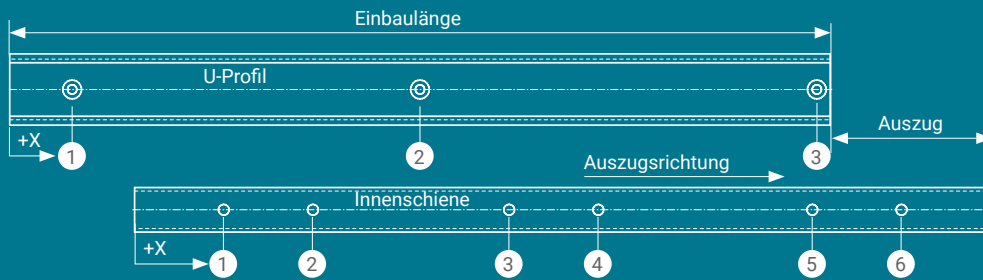 Einbaulänge
U-Profil
+X
1
2
3
Auszug
Auszugsrichtung
Innenschiene
+X
1
2
3
4
5
6